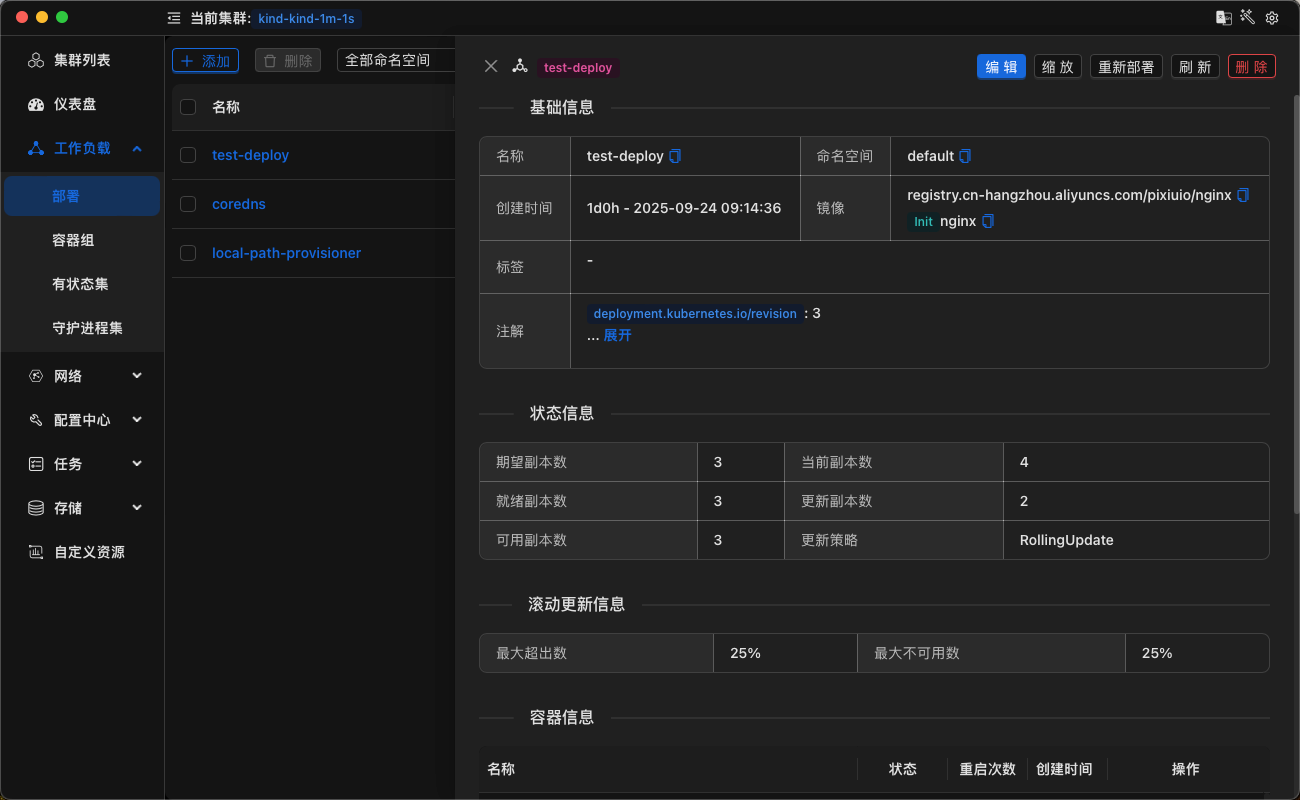 当前集群: kind-kind-1m-1s
集群列表
仪表盘
工作负载
部署
容器组
有状态集
守护进程集
网络
配置中心
任务
存储
自定义资源
添加 删除 全部命名空间
名称
test-deploy
coredns
local-path-provisioner
test-deploy 编辑 缩放 重新部署 刷新 删除
基础信息
名称 test-deploy 命名空间 default
创建时间 1d0h - 2025-09-24 09:14:36 镜像 registry.cn-hangzhou.aliyuncs.com/pixiuio/nginx
Init nginx
标签 -
注解 deployment.kubernetes.io/revision : 3
... 展开
状态信息
期望副本数 3 当前副本数 4
就绪副本数 3 更新副本数 2
可用副本数 3 更新策略 RollingUpdate
滚动更新信息
最大超出数 25% 最大不可用数 25%
容器信息
名称 状态 重启次数 创建时间 操作